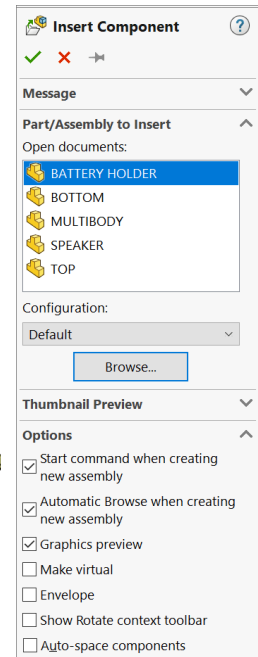 Insert Component
?
Message
Part/Assembly to Insert
Open documents:
BATTERY HOLDER
BOTTOM
MULTIBODY
SPEAKER
TOP
Configuration:
Default
Browse...
Thumbnail Preview
Options
Start command when creating
new assembly
Automatic Browse when creating
new assembly
Graphics preview
Make virtual
Envelope
Show Rotate context toolbar
Auto-space components